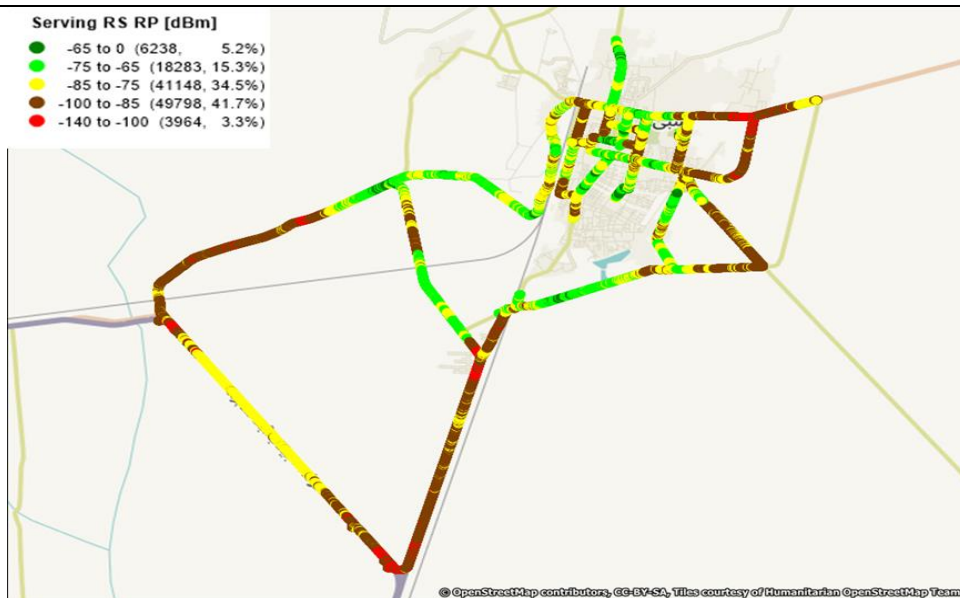 Serving RS RP [dBm]
-65 to 0 (6238, 5.2%)
-75 to -65 (18283, 15.3%)
-85 to -75 (41148, 34.5%)
-100 to -85 (49798, 41.7%)
-140 to -100 (3964, 3.3%)
© OpenStreetMap contributors, CC-BY-SA, Tiles courtesy of Humanitarian OpenStreetMap Team